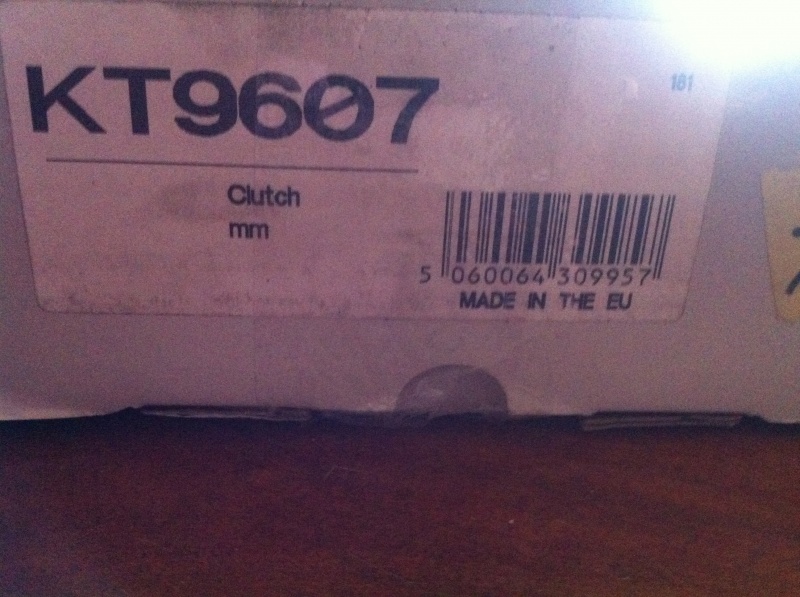 KT9607
181
Clutch
mm
5 060064 309957
MADE IN THE EU